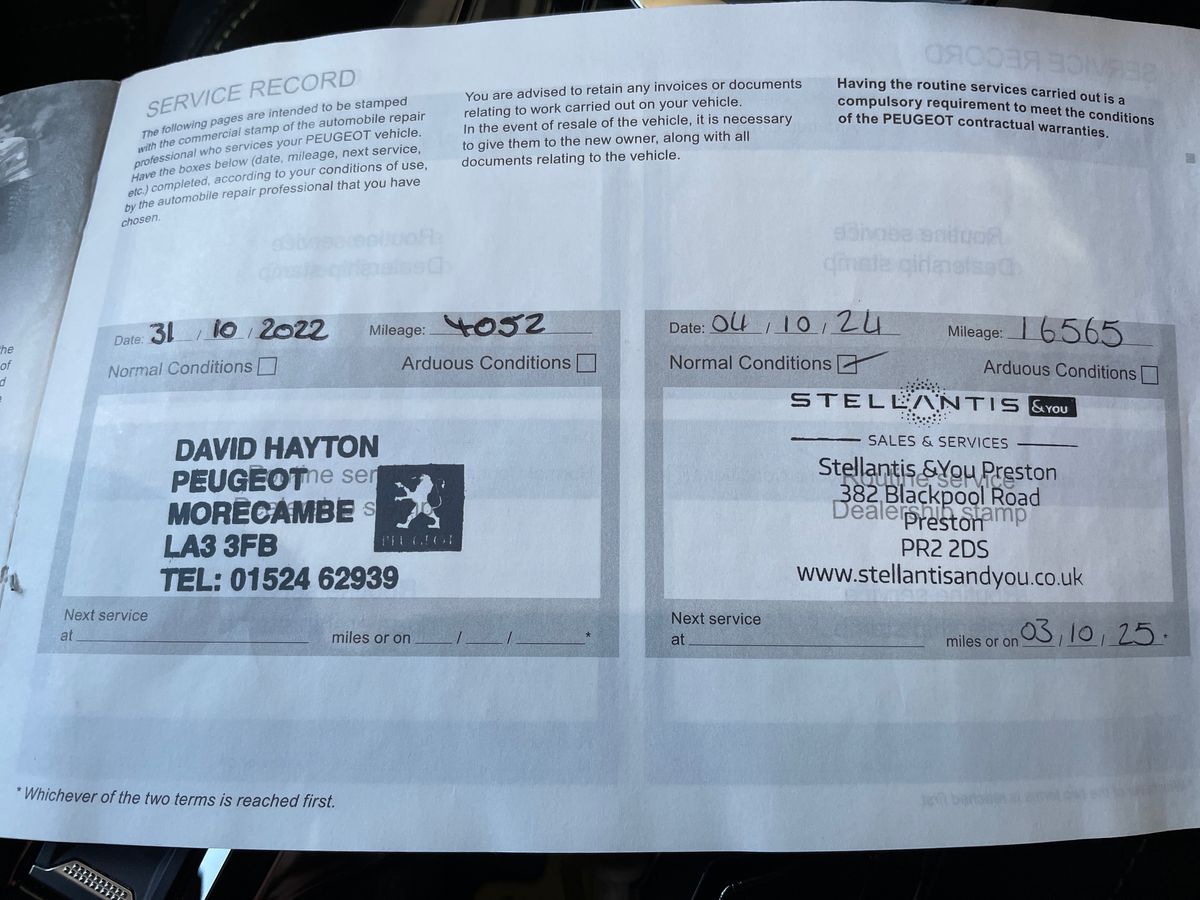 SERVICE RECORD
The following pages are intended to be stamped
with the commercial stamp of the automobile repair
professional who services your PEUGEOT vehicle.
Have the boxes below (date, mileage, next service,
etc.) completed, according to your conditions of use,
by the automobile repair professional that you have
chosen.
You are advised to retain any invoices or documents
relating to work carried out on your vehicle.
In the event of resale of the vehicle, it is necessary
to give them to the new owner, along with all
documents relating to the vehicle.
Having the routine services carried out is a
compulsory requirement to meet the conditions
of the PEUGEOT contractual warranties.
Date: 31 / 10 / 2022 Mileage: 4052
Normal Conditions Arduous Conditions
DAVID HAYTON
PEUGEOT
MORECAMBE
LA3 3FB
TEL: 01524 62939
PEUGEOT
Routine service
Dealership stamp
Next service
at miles or on / / *
Date: 04 / 10 / 24 Mileage: 16565
Normal Conditions Arduous Conditions
STELLANTIS &YOU
SALES & SERVICES
Stellantis &You Preston
Routine service
382 Blackpool Road
Dealership stamp
Preston
PR2 2DS
www.stellantisandyou.co.uk
Next service
at miles or on 03 / 10 / 25 *
* Whichever of the two terms is reached first.
he
of
d